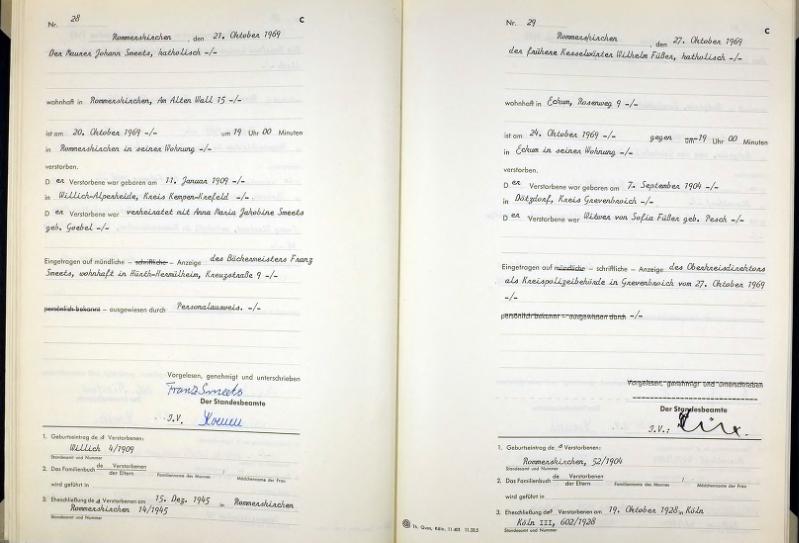 Nr. 28
C
Rommerskirchen, den 21. Oktober 1969
Der Maurer Johann Smeets, katholisch -/-
wohnhaft in Rommerskirchen, Am Alten Wall 15 -/-
ist am 20. Oktober 1969 -/- um 19 Uhr 00 Minuten
in Rommerskirchen in seiner Wohnung -/-
verstorben.
D er Verstorbene war geboren am 11. Januar 1909 -/-
in Willich-Alperheide, Kreis Kempen-Krefeld -/-
D er Verstorbene war verheiratet mit Anna Maria Jakobine Smeets
geb. Goebel -/-
Eingetragen auf mündliche – schriftliche – Anzeige des Bäckermeisters Franz
Smeets, wohnhaft in Hürth-Hermülheim, Kreuzstraße 9 -/-
persönlich bekannt – ausgewiesen durch Personalausweis. -/-
Vorgelesen, genehmigt und unterschrieben
Franz Smeets
Der Standesbeamte
I.V.
1. Geburtseintrag des Verstorbenen:
Willich 4/1909
Standesamt und Nummer
2. Das Familienbuch de Verstorbenen
der Eltern
Familienname des Mannes
Mädchenname der Frau
wird geführt in
3. Eheschließung des Verstorbenen am 15. Dez. 1945 in Rommerskirchen
Rommerskirchen 14/1945
Standesamt und Nummer
Nr. 29
C
Rommerskirchen, den 27. Oktober 1969
der frühere Kesselwärter Wilhelm Füßer, katholisch -/-
wohnhaft in Eckum, Rosenweg 9 -/-
ist am 24. Oktober 1969 -/- gegen um 19 Uhr 00 Minuten
in Eckum in seiner Wohnung -/-
verstorben.
D er Verstorbene war geboren am 7. September 1904 -/-
in Dötzdorf, Kreis Grevenbroich -/-
D er Verstorbene war Witwer von Sofia Füßer geb. Pesch -/-
Eingetragen auf mündliche – schriftliche – Anzeige des Oberkreisdirektors
als Kreispolizeibehörde in Grevenbroich vom 27. Oktober 1969
-/-
persönlich bekannt – ausgewiesen durch -/-
Vorgelesen, genehmigt und unterschrieben
Der Standesbeamte
I.V.:
1. Geburtseintrag des Verstorbenen:
Rommerskirchen, 52/1904
Standesamt und Nummer
2. Das Familienbuch de Verstorbenen
der Eltern
Familienname des Mannes
Mädchenname der Frau
wird geführt in
3. Eheschließung des Verstorbenen am 19. Oktober 1928 in Köln
Köln III, 602/1928
Standesamt und Nummer